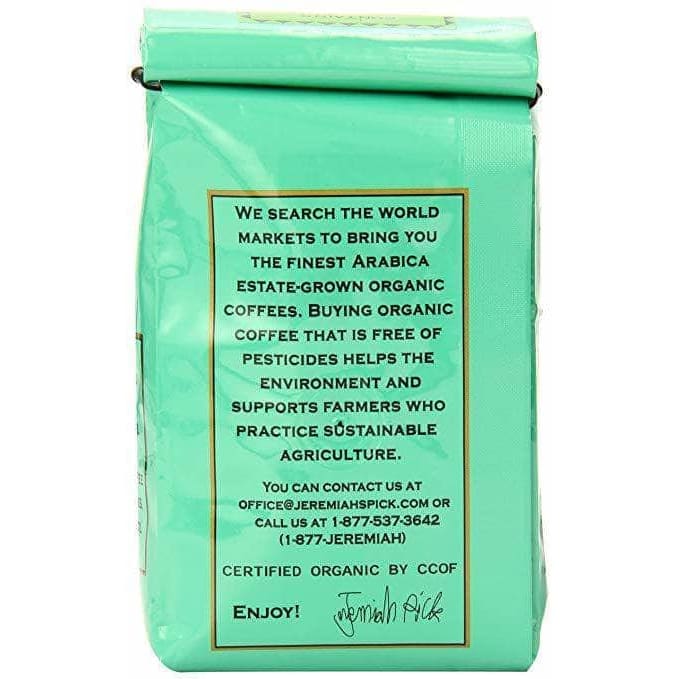 WE SEARCH THE WORLD
MARKETS TO BRING YOU
THE FINEST ARABICA
ESTATE-GROWN ORGANIC
COFFEES. BUYING ORGANIC
COFFEE THAT IS FREE OF
PESTICIDES HELPS THE
ENVIRONMENT AND
SUPPORTS FARMERS WHO
PRACTICE SUSTAINABLE
AGRICULTURE.
YOU CAN CONTACT US AT
OFFICE@JEREMIAHSPICK.COM OR
CALL US AT 1-877-537-3642
(1-877-JEREMIAH)
CERTIFIED ORGANIC BY CCOF
ENJOY! Jeremiah Pick